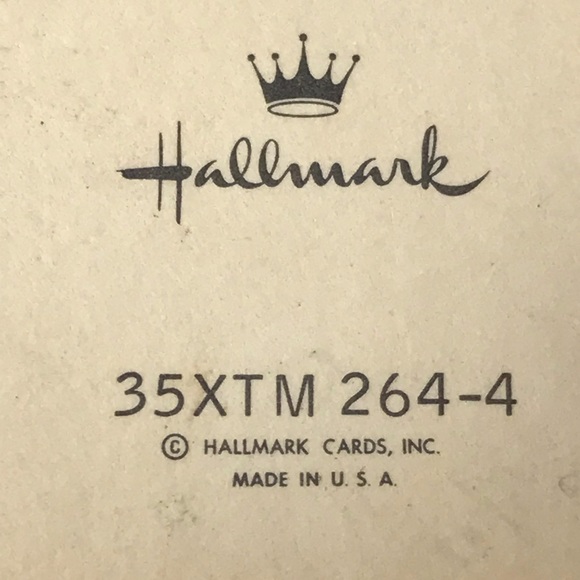 Hallmark
35XTM 264-4
© HALLMARK CARDS, INC.
MADE IN U. S. A.